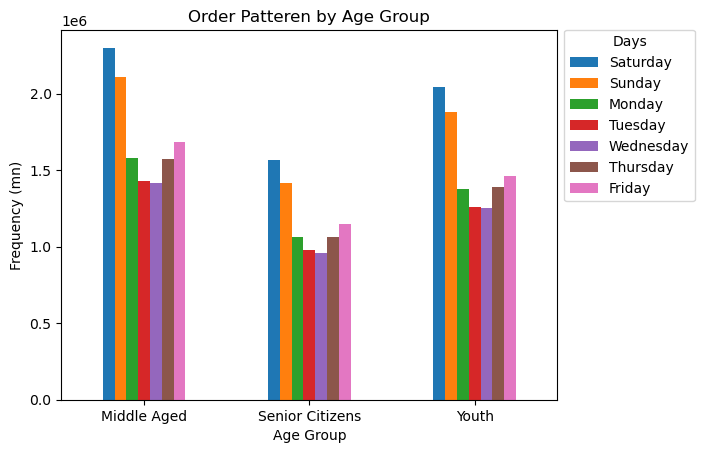 Order Patteren by Age Group
1e6
2.0
1.5
1.0
0.5
0.0
Frequency (mn)
Middle Aged
Senior Citizens
Youth
Age Group
Days
Saturday
Sunday
Monday
Tuesday
Wednesday
Thursday
Friday